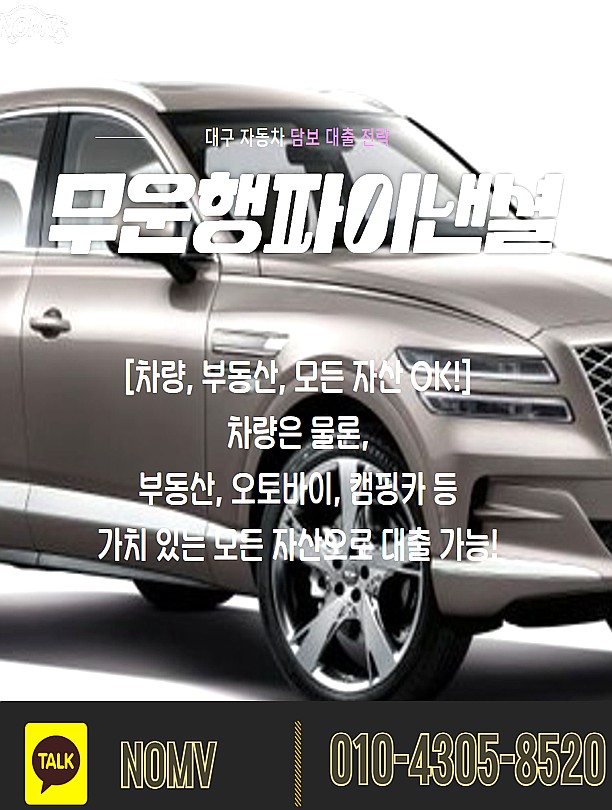 NOMV
대구 자동차 담보 대출 전략
무운행파이낸셜
[차량, 부동산, 모든 자산 OK!]
차량은 물론,
부동산, 오토바이, 캠핑카 등
가치 있는 모든 자산으로 대출 가능!
TALK
NOMV
010-4305-8520